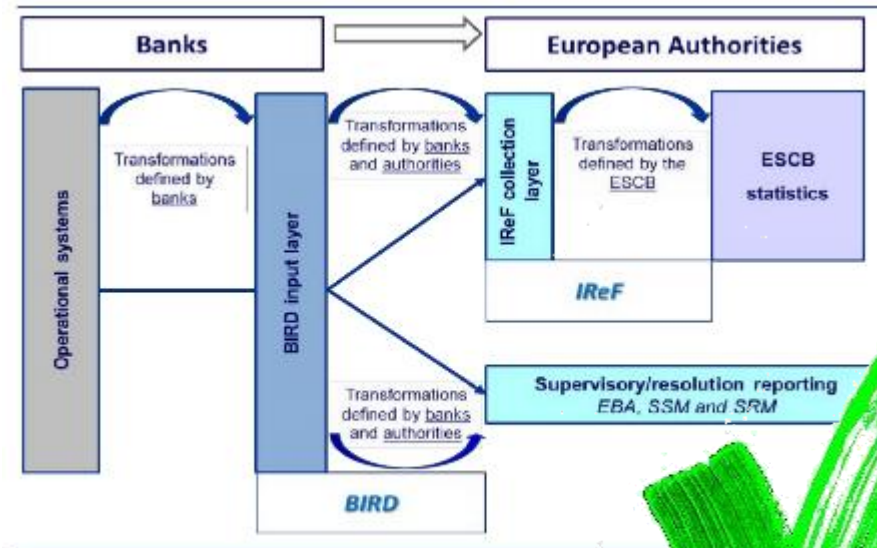 Banks
European Authorities
Operational systems
Transformations
defined by
banks
BIRD input layer
Transformations
defined by banks
and authorities
IReF collection
layer
Transformations
defined by the
ESCB
ESCB
statistics
IReF
Supervisory/resolution reporting
EBA, SSM and SRM
Transformations
defined by banks
and authorities
BIRD